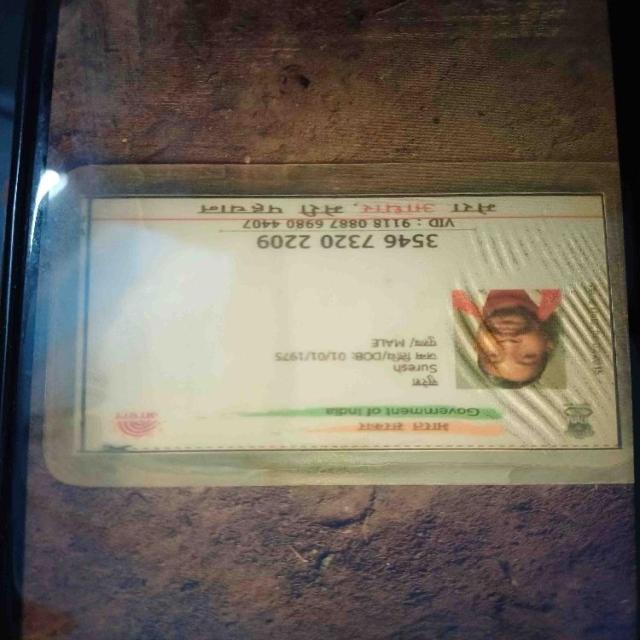 भारत सरकार
Government of India
सुरेश
Suresh
जन्म तिथि/DOB 01/01/1975
पुरुष/ MALE
3546 7320 2209
VID : 9118 0887 6980 4407
मेरा आधार, मेरी पहचान